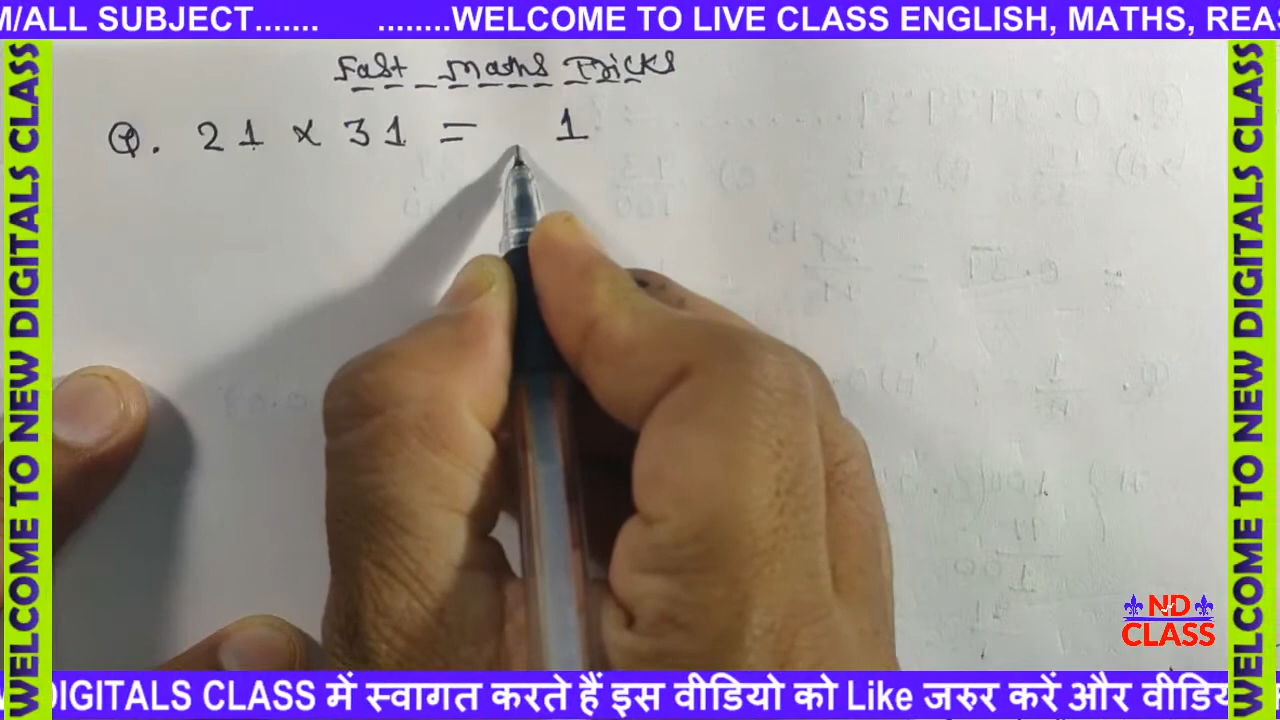 M/ALL SUBJECT....... ........WELCOME TO LIVE CLASS ENGLISH, MATHS, REAS
WELCOME TO NEW DIGITALS CLASS
Fast Maths Tricks
Q. 21 × 31 = 1
WELCOME TO NEW DIGITALS CLASS
ND
CLASS
DIGITALS CLASS में स्वागत करते हैं इस वीडियो को Like जरुर करें और वीडिय